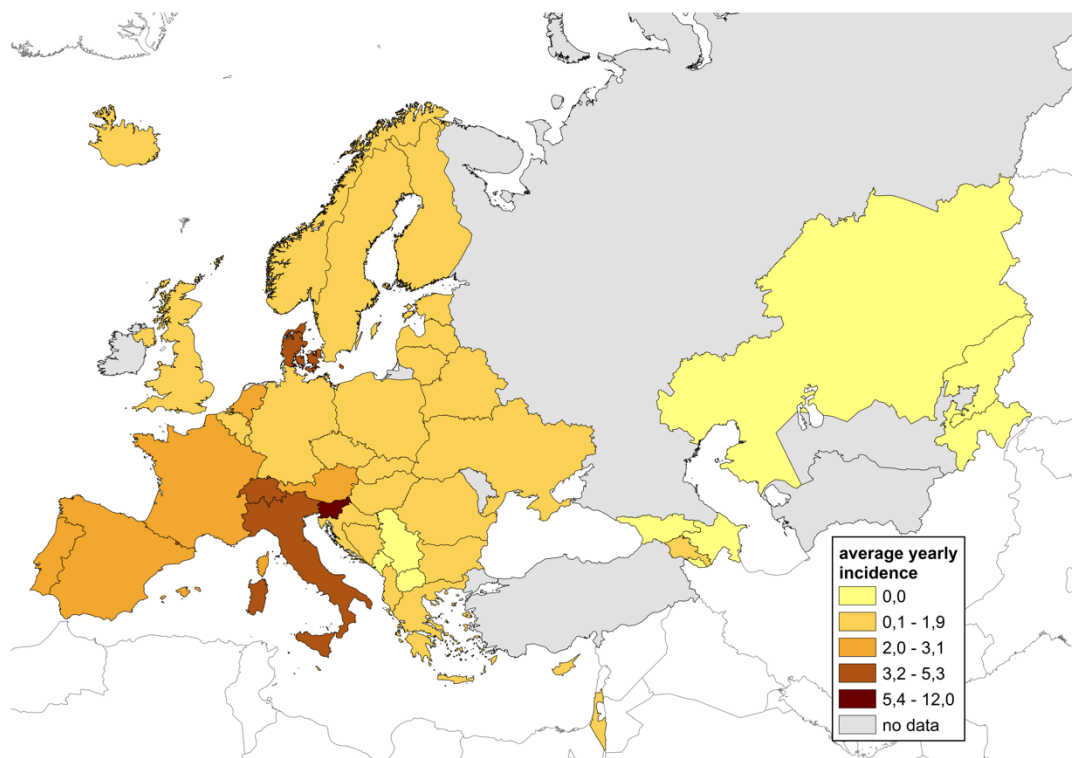 average yearly
incidence
0,0
0,1 - 1,9
2,0 - 3,1
3,2 - 5,3
5,4 - 12,0
no data